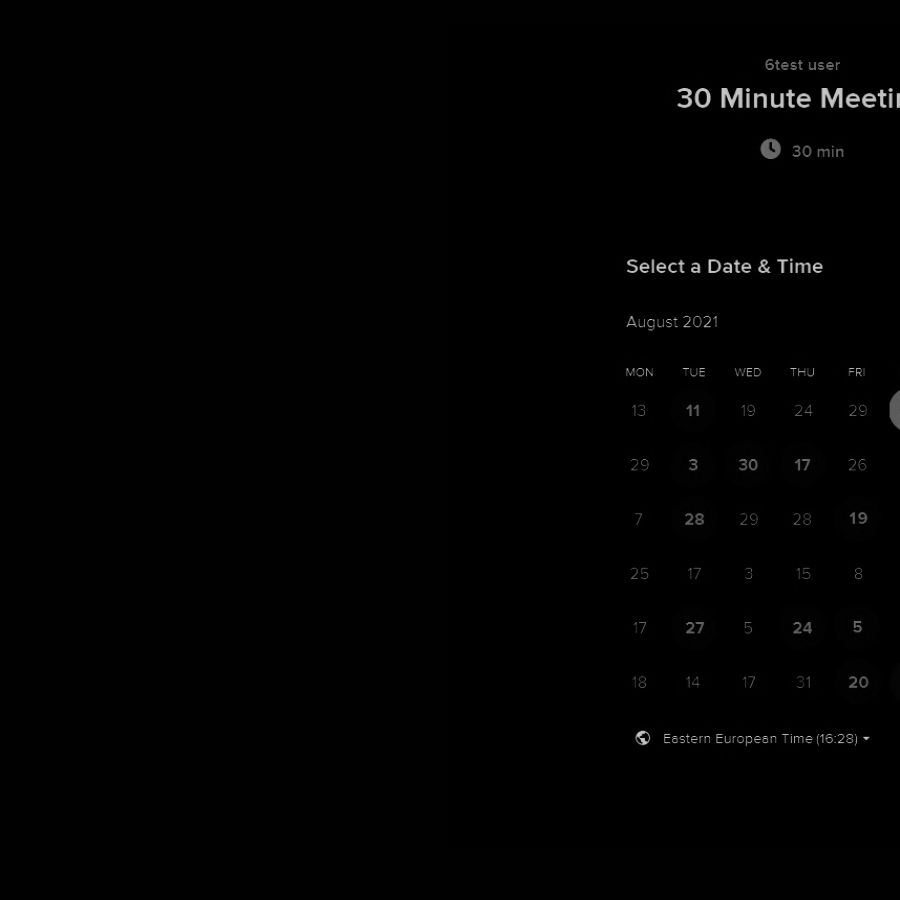 6test user
30 Minute Meeti
30 min
Select a Date & Time
August 2021
MON TUE WED THU FRI
13 11 19 24 29
29 3 30 17 26
7 28 29 28 19
25 17 3 15 8
17 27 5 24 5
18 14 17 31 20
Eastern European Time (16:28)